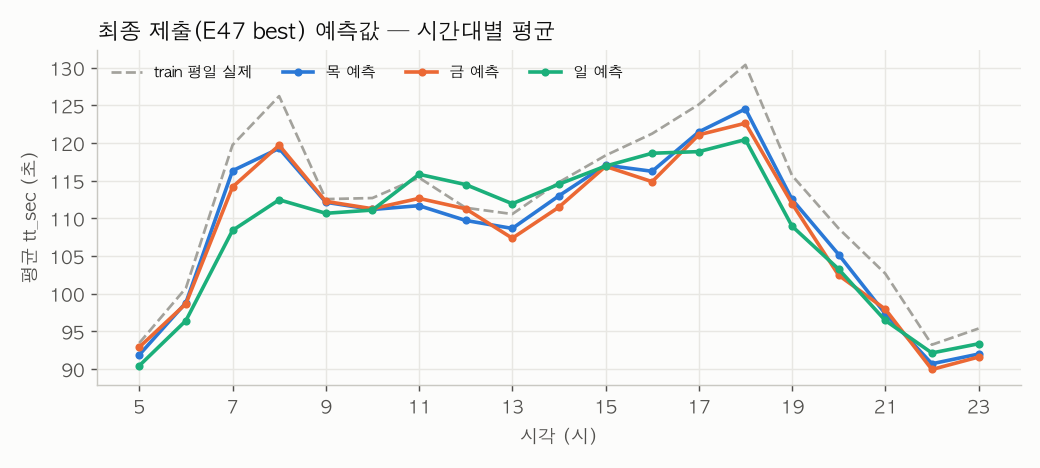 최종 제출(E47 best) 예측값 — 시간대별 평균
train 평일 실제
목 예측
금 예측
일 예측
130
125
120
115
110
105
100
95
90
평균 tt_sec (초)
5
7
9
11
13
15
17
19
21
23
시각 (시)